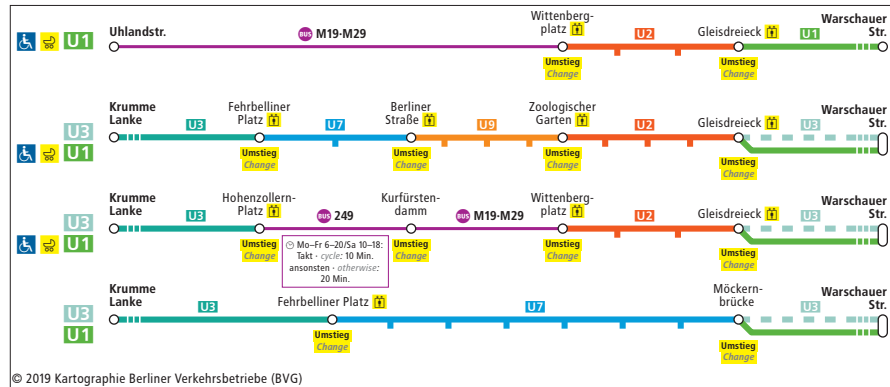 U1
Uhlandstr.
BUS M19-M29
Wittenberg-
platz
Umstieg
Change
U2
Gleisdreieck
Umstieg
Change
U1
Warschauer
Str.
U3
U1
Krumme
Lanke
U3
Fehrbelliner
Platz
Umstieg
Change
U7
Berliner
Straße
Umstieg
Change
U9
Zoologischer
Garten
Umstieg
Change
U2
Gleisdreieck
Umstieg
Change
U3
Warschauer
Str.
U3
U1
Krumme
Lanke
U3
Hohenzollern-
Platz
Umstieg
Change
BUS 249
Mo–Fr 6–20/Sa 10–18:
Takt · cycle: 10 Min.
ansonsten · otherwise:
20 Min.
Kurfürsten-
damm
Umstieg
Change
BUS M19-M29
Wittenberg-
platz
Umstieg
Change
U2
Gleisdreieck
Umstieg
Change
U3
Warschauer
Str.
U3
U1
Krumme
Lanke
U3
Fehrbelliner Platz
Umstieg
Change
U7
Möckern-
brücke
Umstieg
Change
U3
Warschauer
Str.
© 2019 Kartographie Berliner Verkehrsbetriebe (BVG)